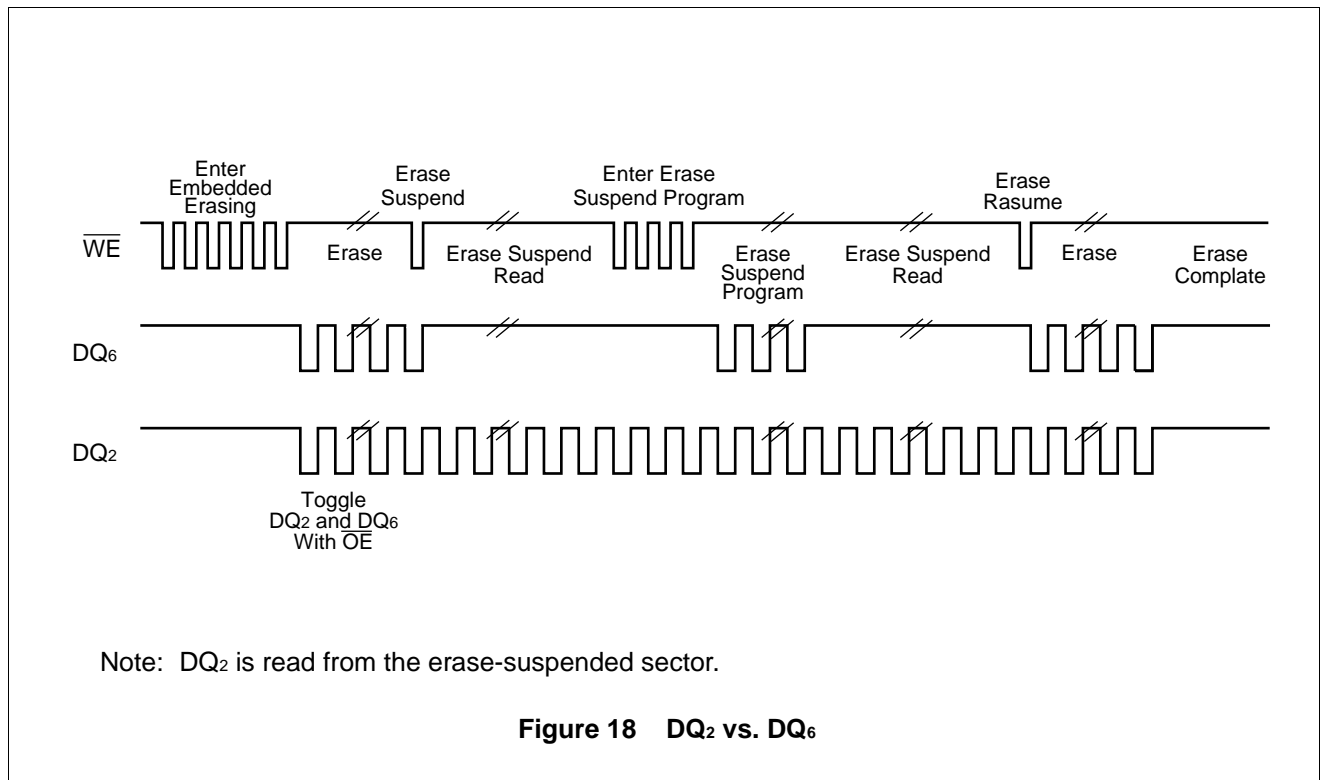 Enter
Embedded
Erasing
Erase
Suspend
Enter Erase
Suspend Program
Erase
Rasume
WE
Erase
Erase Suspend
Read
Erase
Suspend
Program
Erase Suspend
Read
Erase
Erase
Complate
DQ6
DQ2
Toggle
DQ2 and DQ6
With OE
Note: DQ2 is read from the erase-suspended sector.
Figure 18 DQ2 vs. DQ6